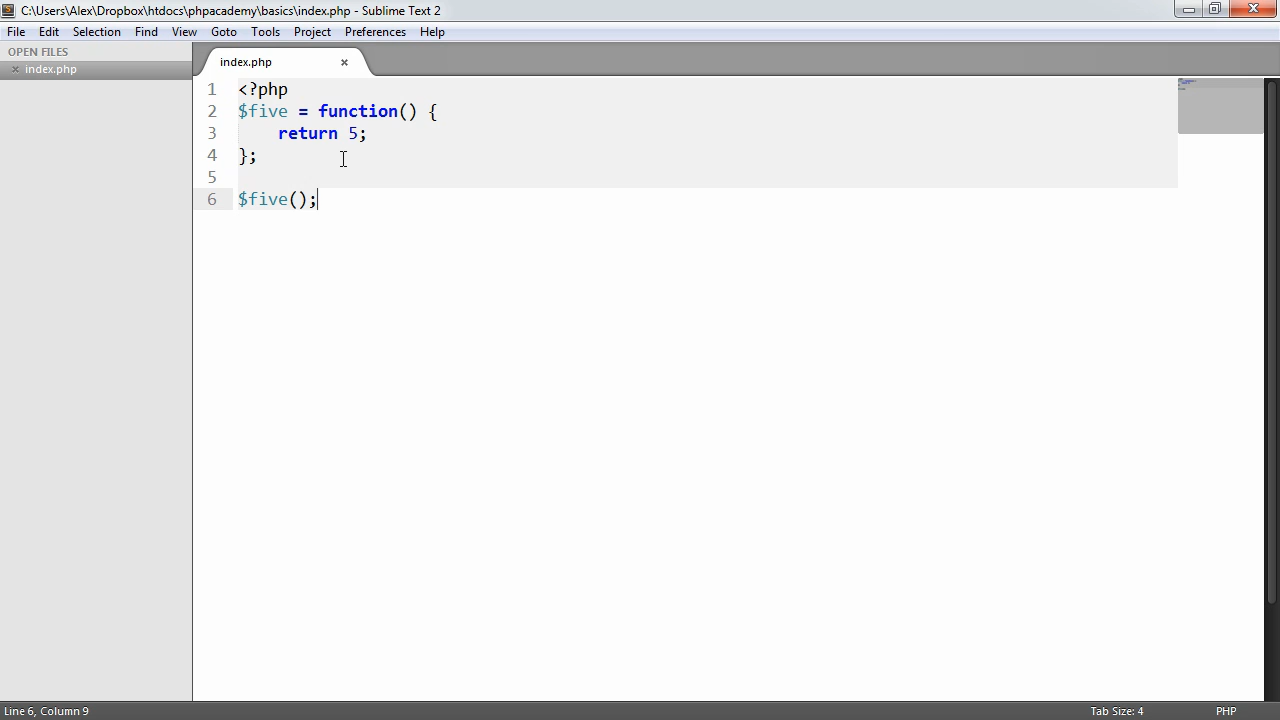 C:\Users\Alex\Dropbox\htdocs\phpacademy\basics\index.php - Sublime Text 2
File Edit Selection Find View Goto Tools Project Preferences Help
OPEN FILES
index.php
index.php
1 <?php
2 $five = function() {
3     return 5;
4 };
5
6 $five();
Line 6, Column 9 Tab Size: 4 PHP